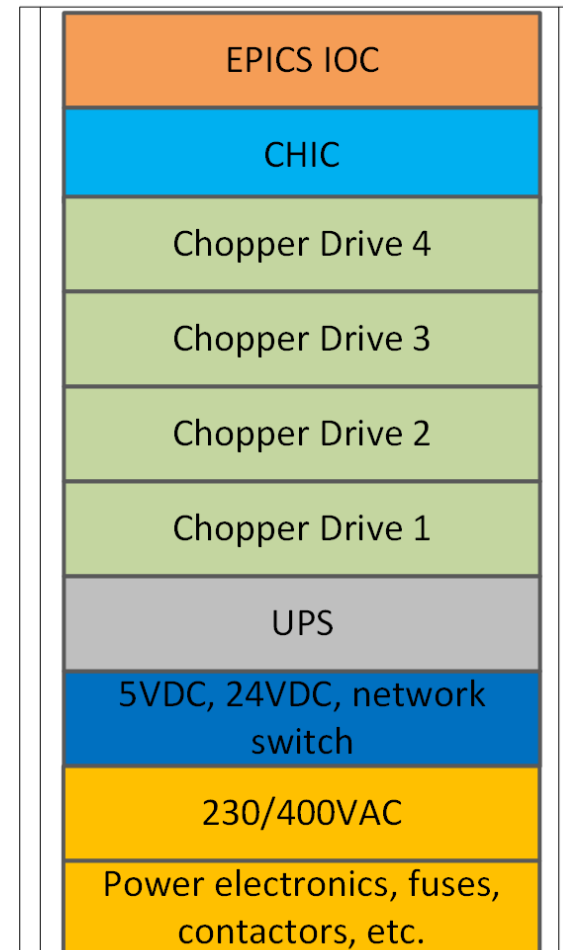 EPICS IOC
CHIC
Chopper Drive 4
Chopper Drive 3
Chopper Drive 2
Chopper Drive 1
UPS
5VDC, 24VDC, network
switch
230/400VAC
Power electronics, fuses,
contactors, etc.